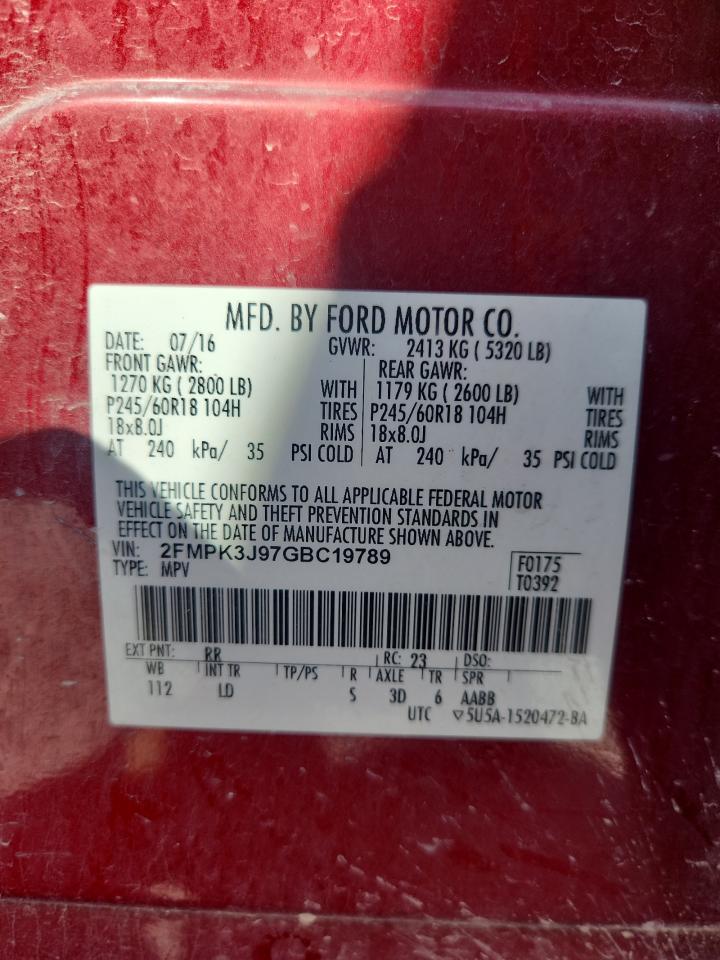 MFD. BY FORD MOTOR CO.
DATE: 07/16 GVWR: 2413 KG ( 5320 LB)
FRONT GAWR: REAR GAWR:
1270 KG ( 2800 LB) WITH 1179 KG ( 2600 LB) WITH
P245/60R18 104H TIRES P245/60R18 104H TIRES
18x8.0J RIMS 18x8.0J RIMS
AT 240 kPa/ 35 PSI COLD AT 240 kPa/ 35 PSI COLD
THIS VEHICLE CONFORMS TO ALL APPLICABLE FEDERAL MOTOR
VEHICLE SAFETY AND THEFT PREVENTION STANDARDS IN
EFFECT ON THE DATE OF MANUFACTURE SHOWN ABOVE.
VIN: 2FMPK3J97GBC19789 F0175
TYPE: MPV T0392
EXT PNT: RR RC: 23 DSO:
WB INT TR TP/PS R AXLE TR SPR
112 LD S 3D 6 AABB
UTC ▽5U5A-1520472-BA